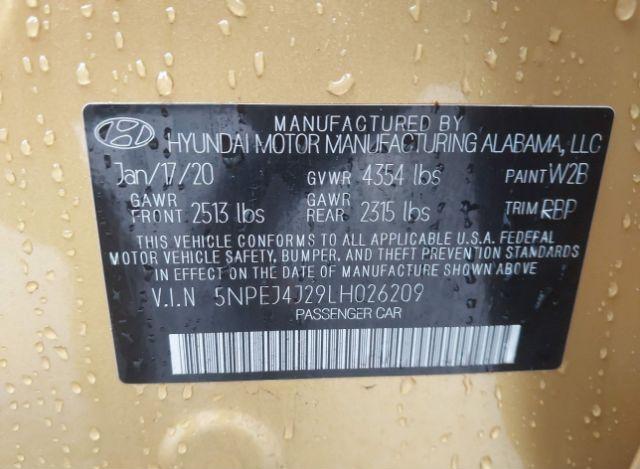 MANUFACTURED BY
HYUNDAI MOTOR MANUFACTURING ALABAMA, LLC
Jan/17/20 GVWR 4354 lbs PAINT W2B
GAWR FRONT 2513 lbs GAWR REAR 2315 lbs TRIM RBP
THIS VEHICLE CONFORMS TO ALL APPLICABLE U.S.A. FEDEFAL
MOTOR VEHICLE SAFETY, BUMPER, AND THEFT PREVENTION STANDARDS
IN EFFECT ON THE DATE OF MANUFACTURE SHOWN ABOVE.
V.I.N 5NPEJ4J29LH026209
PASSENGER CAR